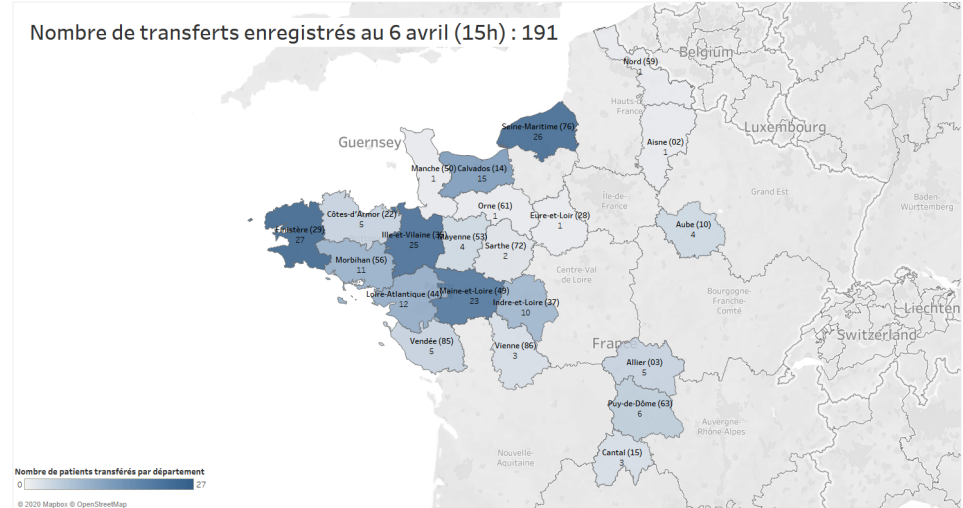 Nombre de transferts enregistrés au 6 avril (15h) : 191
Belgium
Nord (59)
1
Hauts-d
France
Luxembourg
Seine-Maritime (76)
26
Guernsey
Aisne (02)
1
Manche (50)
1
Calvados (14)
15
Île-de-
France
Grand Est
Baden-
Württemberg
Orne (61)
1
Eure-et-Loir (28)
1
Côtes-d'Armor (22)
5
Finistère (29)
27
Ille-et-Vilaine (35)
25
Mayenne (53)
4
Sarthe (72)
2
Aube (10)
4
Morbihan (56)
11
Centre-Val
de Loire
Loire-Atlantique (44)
12
Maine-et-Loire (49)
23
Indre-et-Loire (37)
10
Bourgogne-
Franche-
Comté
Liechten
Switzerland
Vendée (85)
5
Vienne (86)
3
France
Allier (03)
5
Puy-de-Dôme (63)
6
Auvergne-
Rhône-Alpes
Nouvelle-
Aquitaine
Cantal (15)
3
Nombre de patients transférés par département
0 27
© 2020 Mapbox © OpenStreetMap